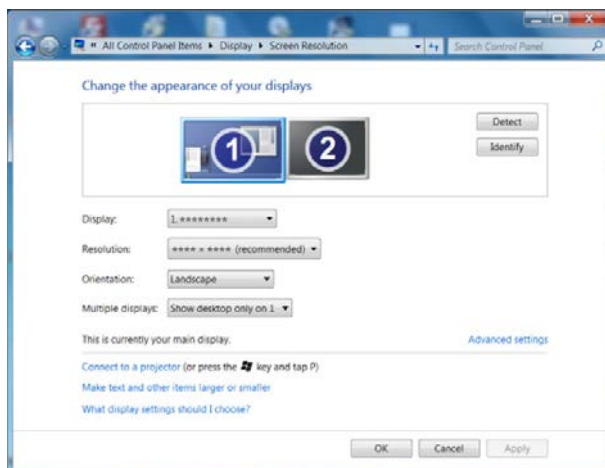 « All Control Panel Items ▸ Display ▸ Screen Resolution
Search Control Panel
Change the appearance of your displays
1 2
Detect
Identify
Display: 1. ********
Resolution: **** × **** (recommended)
Orientation: Landscape
Multiple displays: Show desktop only on 1
This is currently your main display.
Advanced settings
Connect to a projector (or press the key and tap P)
Make text and other items larger or smaller
What display settings should I choose?
OK Cancel Apply